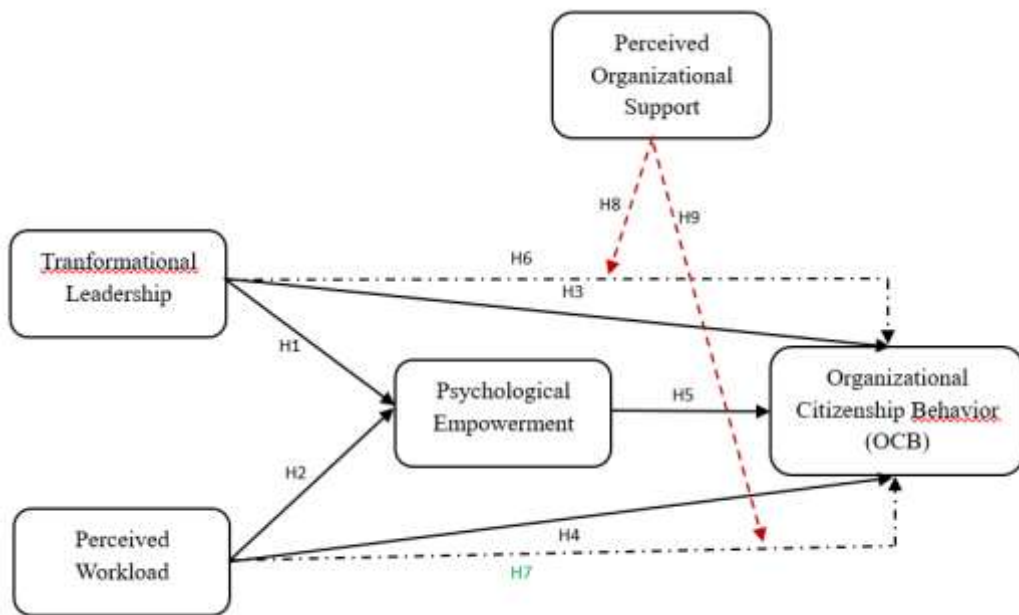 Perceived
Organizational
Support
H8
H9
Tranformational
Leadership
H6
H3
H1
Psychological
Empowerment
H5
Organizational
Citizenship Behavior
(OCB)
H2
Perceived
Workload
H4
H7